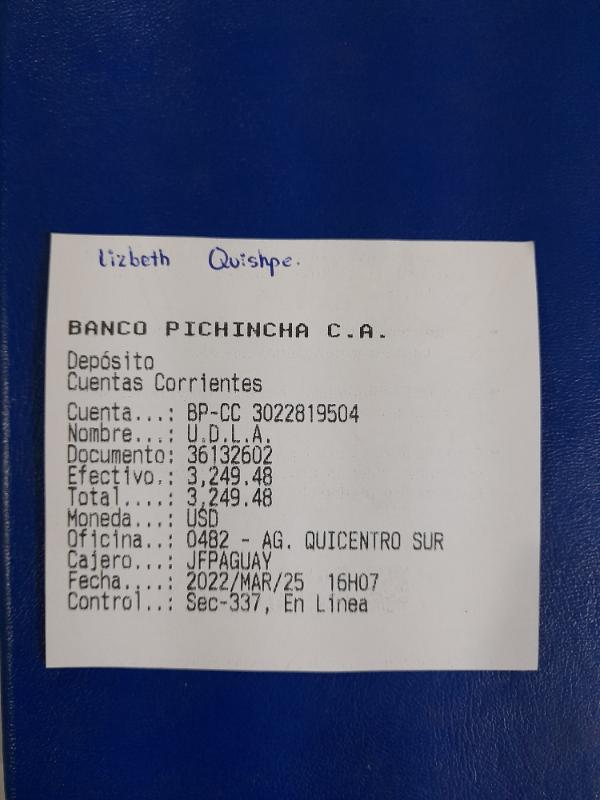 Lizbeth Quishpe.
BANCO PICHINCHA C.A.
Depósito
Cuentas Corrientes
Cuenta...: BP-CC 3022819504
Nombre...: U.D.L.A.
Documento: 36132602
Efectivo.: 3,249.48
Total....: 3,249.48
Moneda...: USD
Oficina..: 0482 - AG. QUICENTRO SUR
Cajero...: JFPAGUAY
Fecha....: 2022/MAR/25 16H07
Control..: Sec-337, En Linea